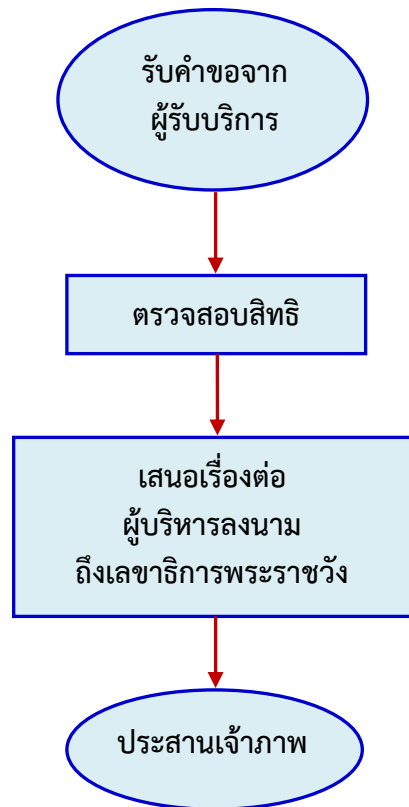 รับคำขอจาก
ผู้รับบริการ
ตรวจสอบสิทธิ
เสนอเรื่องต่อ
ผู้บริหารลงนาม
ถึงเลขาธิการพระราชวัง
ประสานเจ้าภาพ